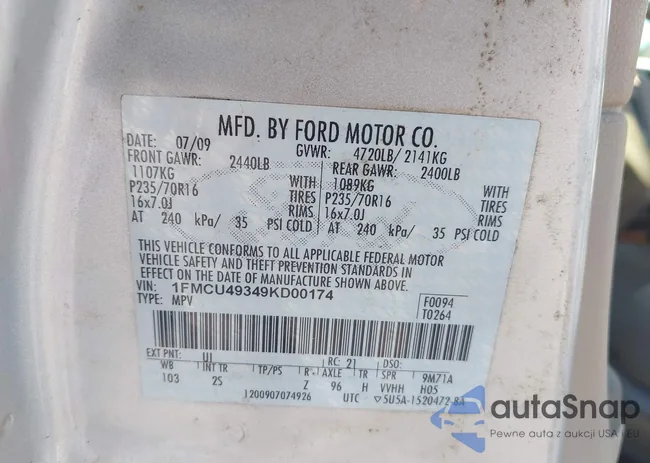 MFD. BY FORD MOTOR CO.
DATE: 07/09 GVWR: 4720LB/ 2141KG
FRONT GAWR: 2440LB REAR GAWR: 2400LB
1107KG WITH 1089KG WITH
P235/70R16 TIRES P235/70R16 TIRES
16x7.0J RIMS 16x7.0J RIMS
AT 240 kPa/ 35 PSI COLD AT 240 kPa/ 35 PSI COLD
THIS VEHICLE CONFORMS TO ALL APPLICABLE FEDERAL MOTOR
VEHICLE SAFETY AND THEFT PREVENTION STANDARDS IN
EFFECT ON THE DATE OF MANUFACTURE SHOWN ABOVE.
VIN: 1FMCU49349KD00174 F0094
TYPE: MPV T0264
EXT PNT: UI RC: 21 DSO:
WB INT TR TP/PS R AXLE TR SPR 9M71A
103 2S Z 96 H VVHH H05
1200907074926 UTC ▽5U5A-1520472-BA
autaSnap
Pewne auta z aukcji USA i EU